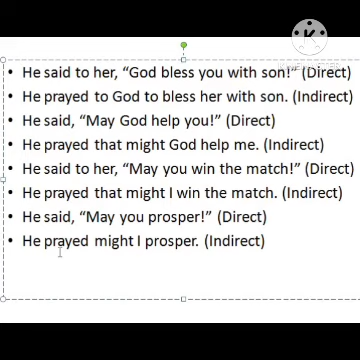 • He said to her, “God bless you with son!” (Direct)
• He prayed to God to bless her with son. (Indirect)
• He said, “May God help you!” (Direct)
• He prayed that might God help me. (Indirect)
• He said to her, “May you win the match!” (Direct)
• He prayed that might I win the match. (Indirect)
• He said, “May you prosper!” (Direct)
• He prayed might I prosper. (Indirect)